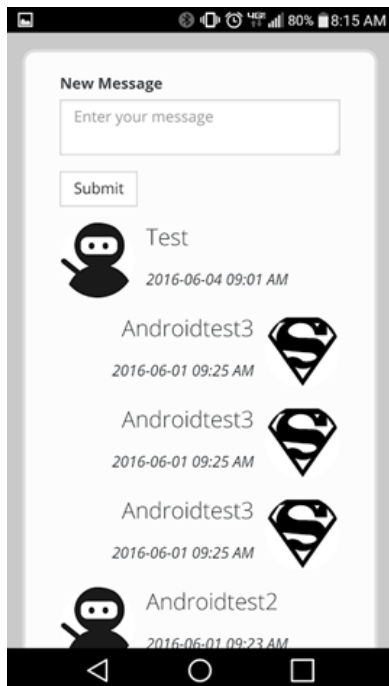 4G LTE 80% 8:15 AM
New Message
Enter your message
Submit
Test
2016-06-04 09:01 AM
Androidtest3
2016-06-01 09:25 AM
Androidtest3
2016-06-01 09:25 AM
Androidtest3
2016-06-01 09:25 AM
Androidtest2
2016-06-01 09:23 AM